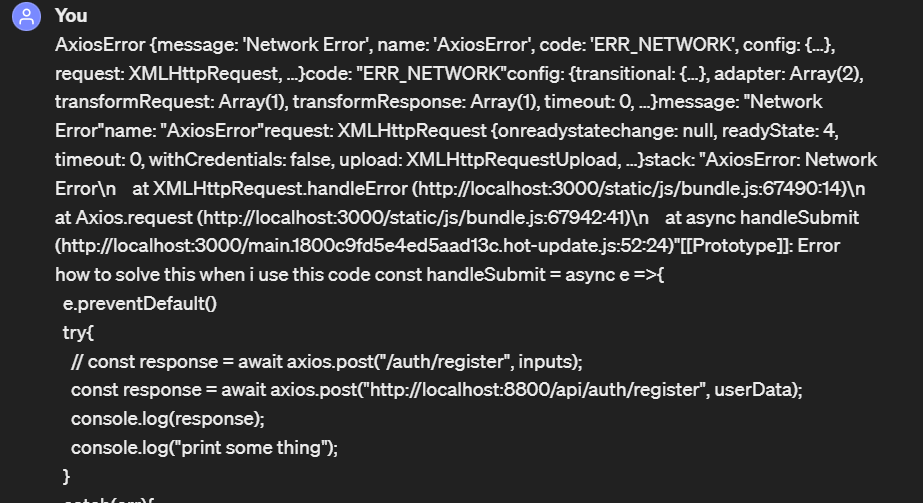 You
AxiosError {message: 'Network Error', name: 'AxiosError', code: 'ERR_NETWORK', config: {…},
request: XMLHttpRequest, …}code: "ERR_NETWORK"config: {transitional: {…}, adapter: Array(2),
transformRequest: Array(1), transformResponse: Array(1), timeout: 0, …}message: "Network
Error"name: "AxiosError"request: XMLHttpRequest {onreadystatechange: null, readyState: 4,
timeout: 0, withCredentials: false, upload: XMLHttpRequestUpload, …}stack: "AxiosError: Network
Error\n    at XMLHttpRequest.handleError (http://localhost:3000/static/js/bundle.js:67490:14)\n
at Axios.request (http://localhost:3000/static/js/bundle.js:67942:41)\n    at async handleSubmit
(http://localhost:3000/main.1800c9fd5e4ed5aad13c.hot-update.js:52:24)"[[Prototype]]: Error
how to solve this when i use this code const handleSubmit = async e =>{
e.preventDefault()
try{
// const response = await axios.post("/auth/register", inputs);
const response = await axios.post("http://localhost:8800/api/auth/register", userData);
console.log(response);
console.log("print some thing");
}
catch(err){